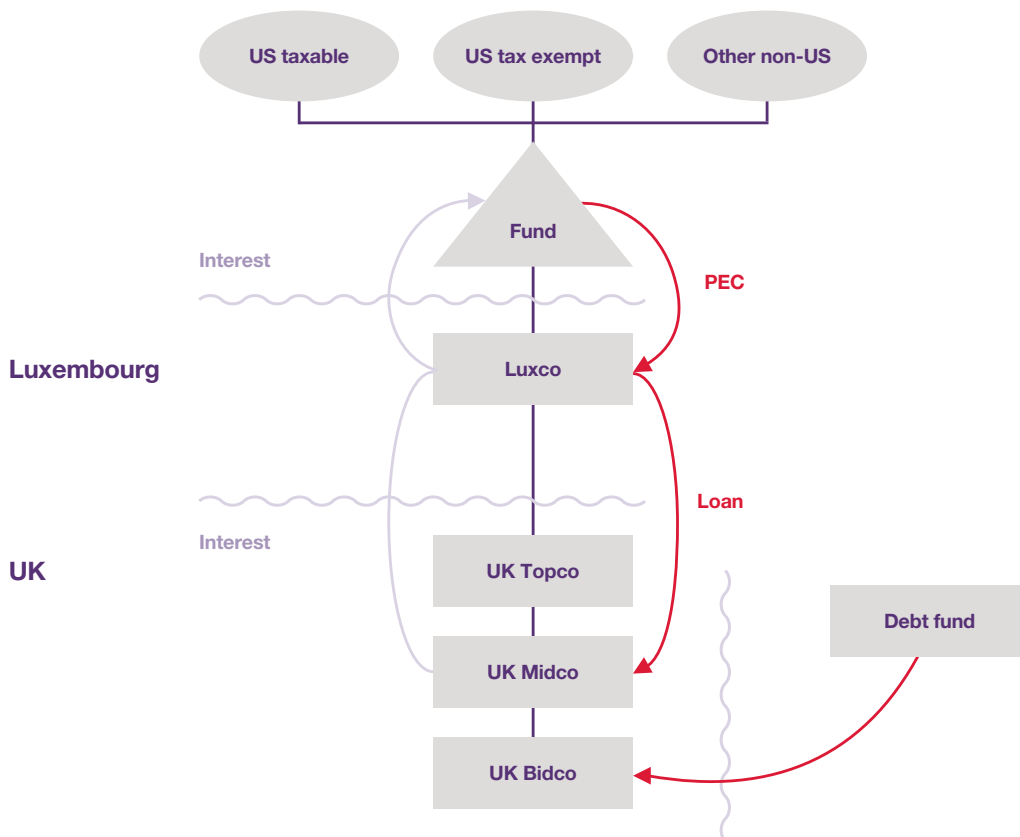 US taxable
US tax exempt
Other non-US
Fund
Interest
PEC
Luxembourg
Luxco
Loan
Interest
UK
UK Topco
Debt fund
UK Midco
UK Bidco